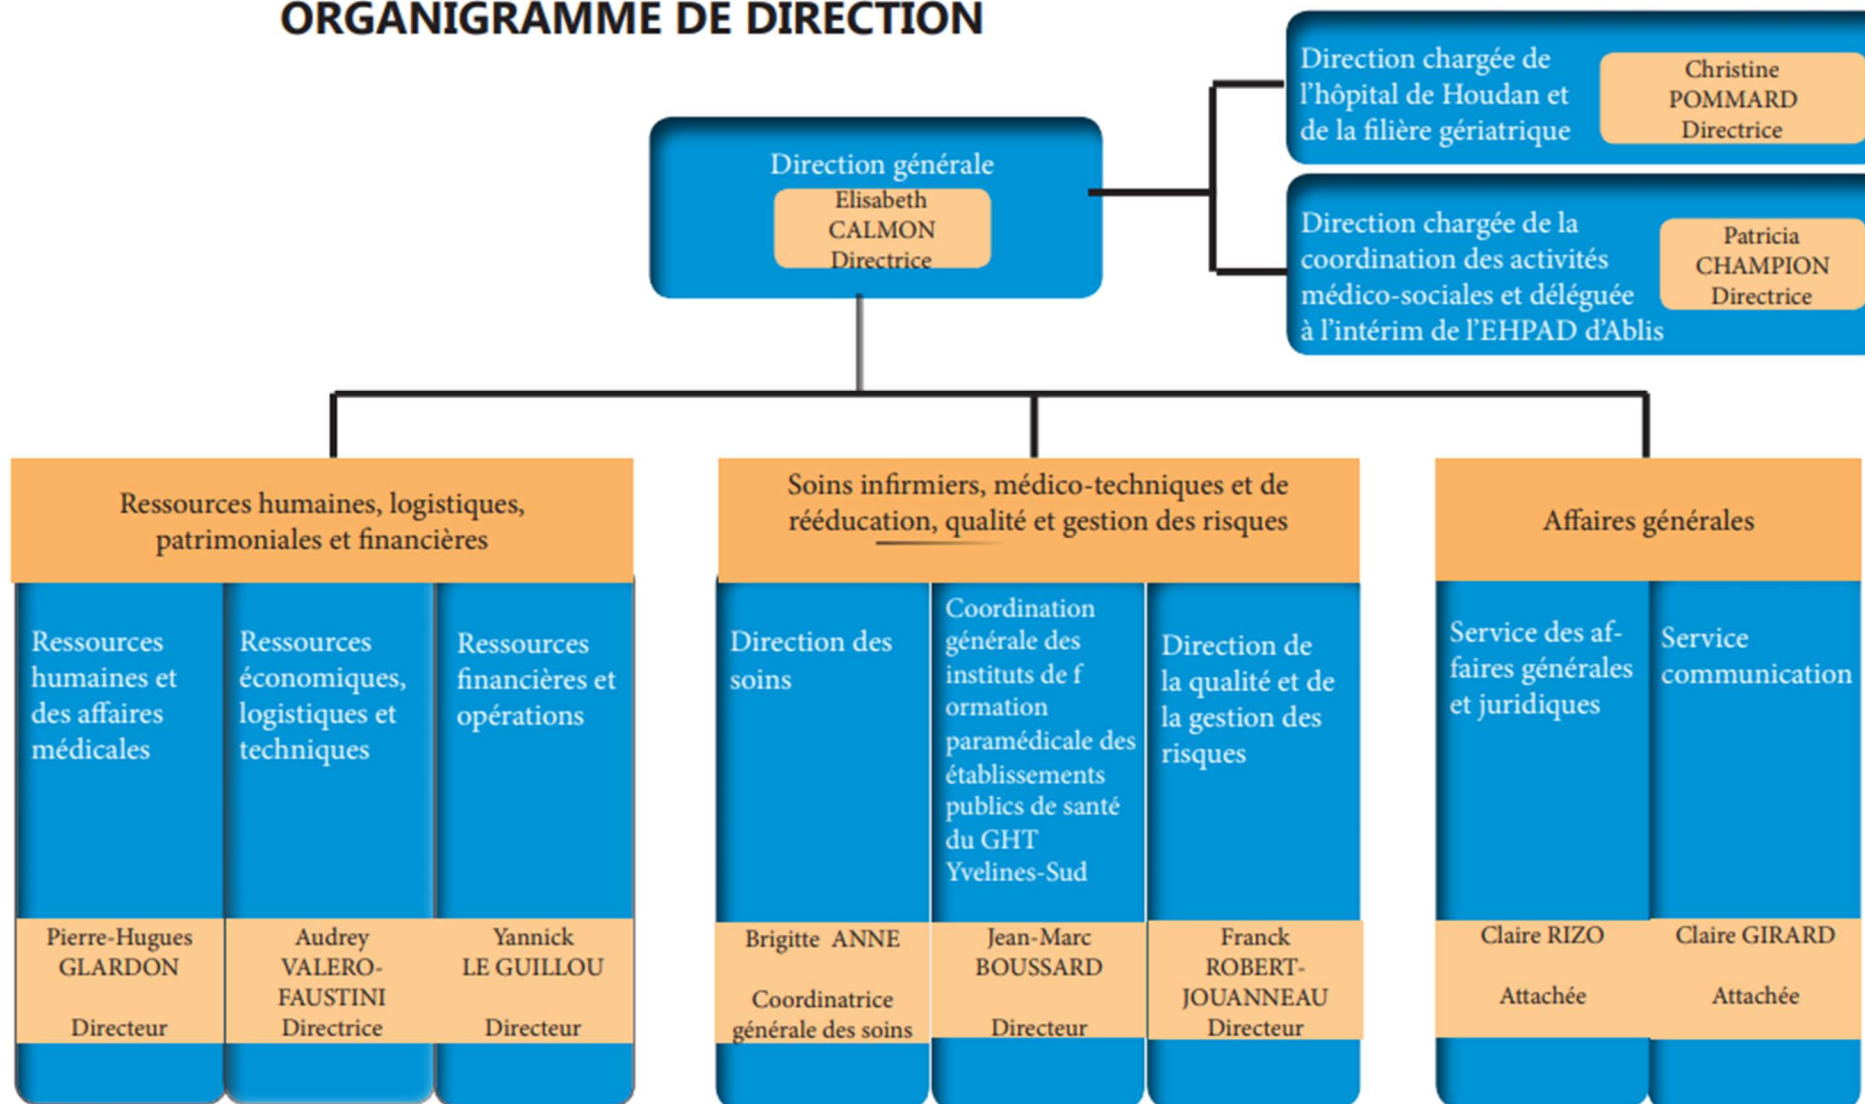 ORGANIGRAMME DE DIRECTION
Direction générale
Elisabeth
CALMON
Directrice
Direction chargée de
l'hôpital de Houdan et
de la filière gériatrique
Christine
POMMARD
Directrice
Direction chargée de la
coordination des activités
médico-sociales et déléguée
à l'intérim de l'EHPAD d'Ablis
Patricia
CHAMPION
Directrice
Ressources humaines, logistiques,
patrimoniales et financières
Ressources
humaines et
des affaires
médicales
Pierre-Hugues
GLARDON
Directeur
Ressources
économiques,
logistiques et
techniques
Audrey
VALERO-
FAUSTINI
Directrice
Ressources
financières et
opérations
Yannick
LE GUILLOU
Directeur
Soins infirmiers, médico-techniques et de
rééducation, qualité et gestion des risques
Direction des
soins
Brigitte ANNE
Coordinatrice
générale des soins
Coordination
générale des
instituts de f
ormation
paramédicale des
établissements
publics de santé
du GHT
Yvelines-Sud
Jean-Marc
BOUSSARD
Directeur
Direction de
la qualité et de
la gestion des
risques
Franck
ROBERT-
JOUANNEAU
Directeur
Affaires générales
Service des af-
faires générales
et juridiques
Claire RIZO
Attachée
Service
communication
Claire GIRARD
Attachée